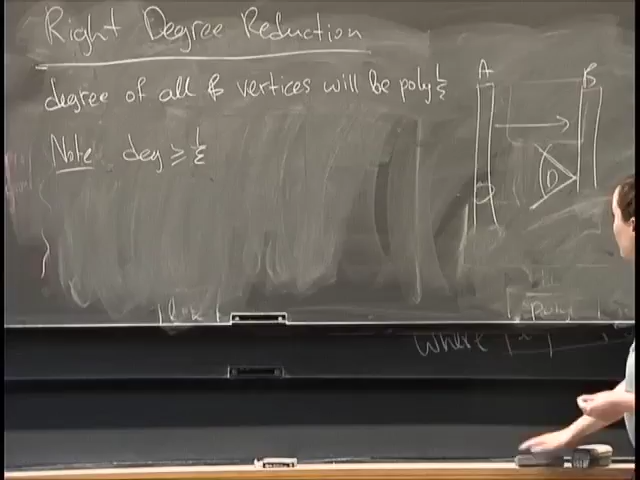 Right Degree Reduction
degree of all B vertices will be poly 1/ε
Note deg ≥ 1/ε
A
B
D
poly
where